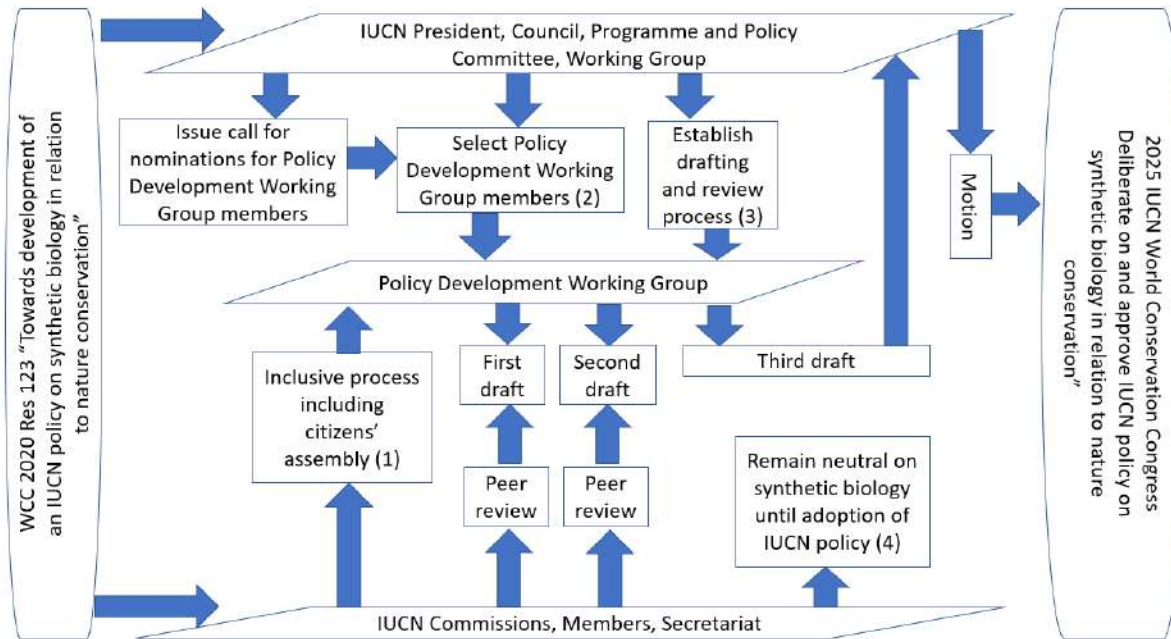 WCC 2020 Res 123 “Towards development of
an IUCN policy on synthetic biology in relation
to nature conservation”
IUCN President, Council, Programme and Policy
Committee, Working Group
Issue call for
nominations for Policy
Development Working
Group members
Select Policy
Development Working
Group members (2)
Establish
drafting
and review
process (3)
Motion
Policy Development Working Group
Inclusive process
including
citizens’
assembly (1)
First
draft
Second
draft
Third draft
Peer
review
Peer
review
Remain neutral on
synthetic biology
until adoption of
IUCN policy (4)
IUCN Commissions, Members, Secretariat
2025 IUCN World Conservation Congress
Deliberate on and approve IUCN policy on
synthetic biology in relation to nature
conservation”